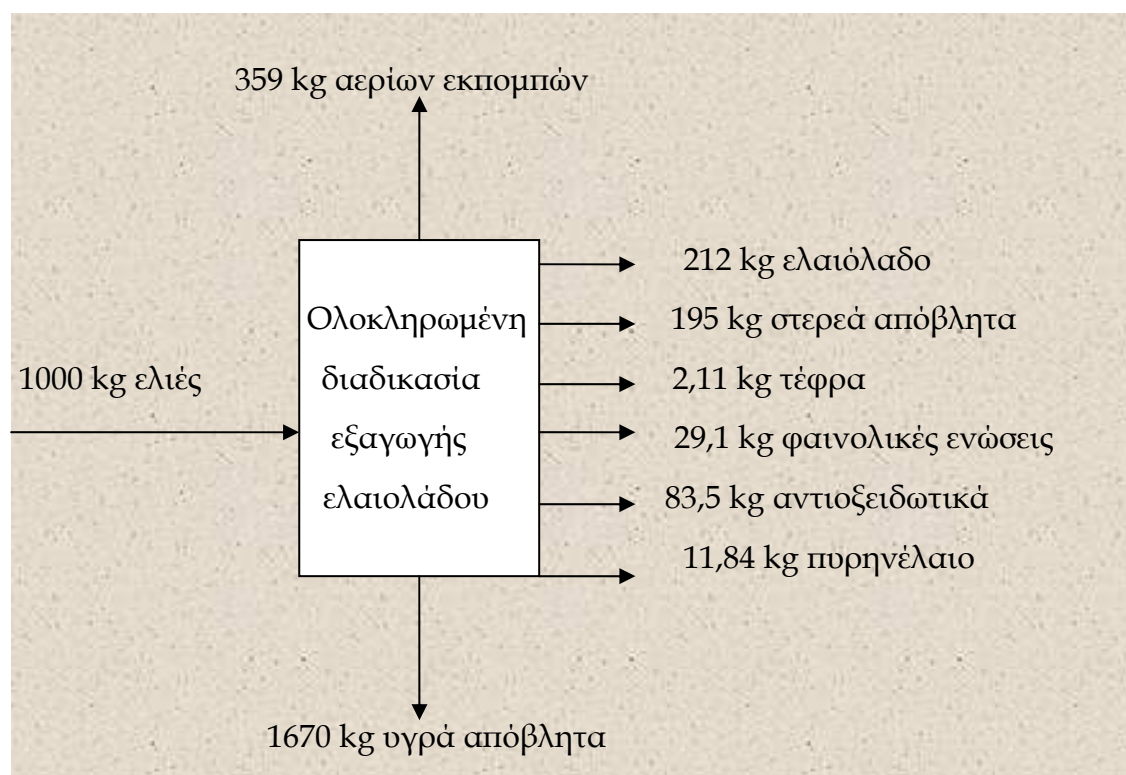 359 kg αερίων εκπομπών
212 kg ελαιόλαδο
Ολοκληρωμένη
195 kg στερεά απόβλητα
1000 kg ελιές
διαδικασία
2,11 kg τέφρα
εξαγωγής
29,1 kg φαινολικές ενώσεις
ελαιολάδου
83,5 kg αντιοξειδωτικά
11,84 kg πυρηνέλαιο
1670 kg υγρά απόβλητα